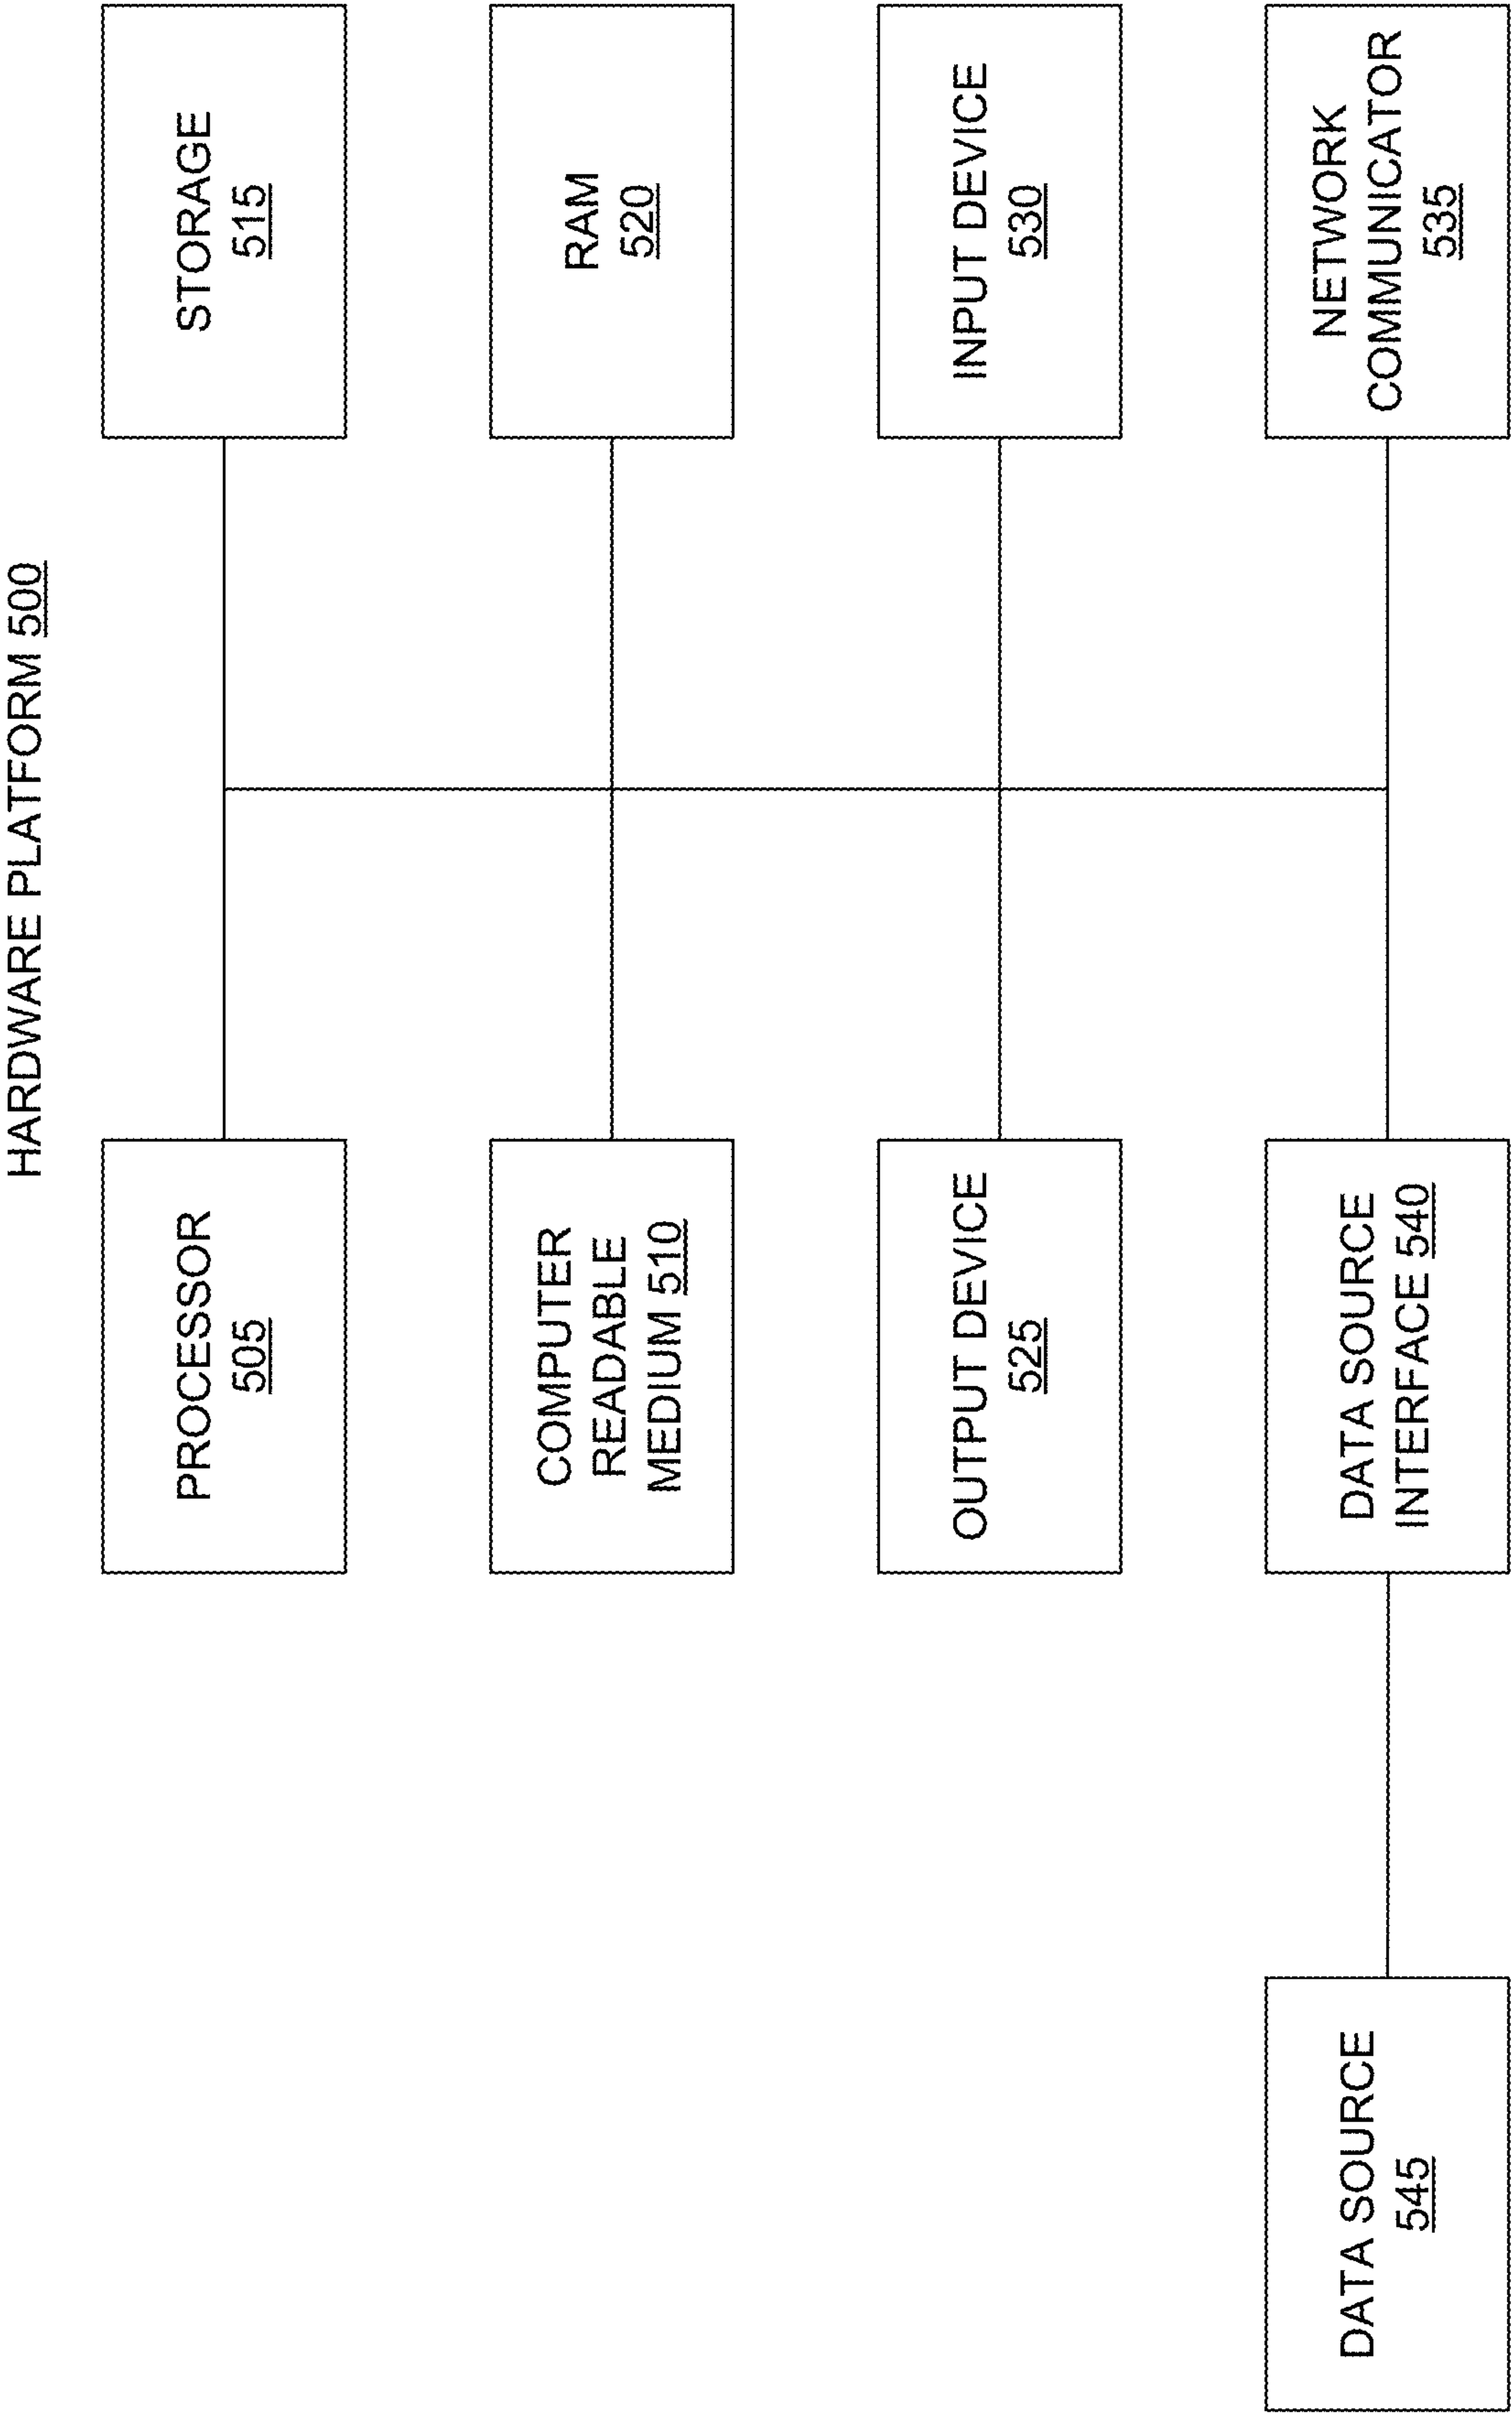 HARDWARE PLATFORM 500
PROCESSOR
505
STORAGE
515
COMPUTER
READABLE
MEDIUM 510
RAM
520
OUTPUT DEVICE
525
INPUT DEVICE
530
DATA SOURCE
545
DATA SOURCE
INTERFACE 540
NETWORK
COMMUNICATOR
535